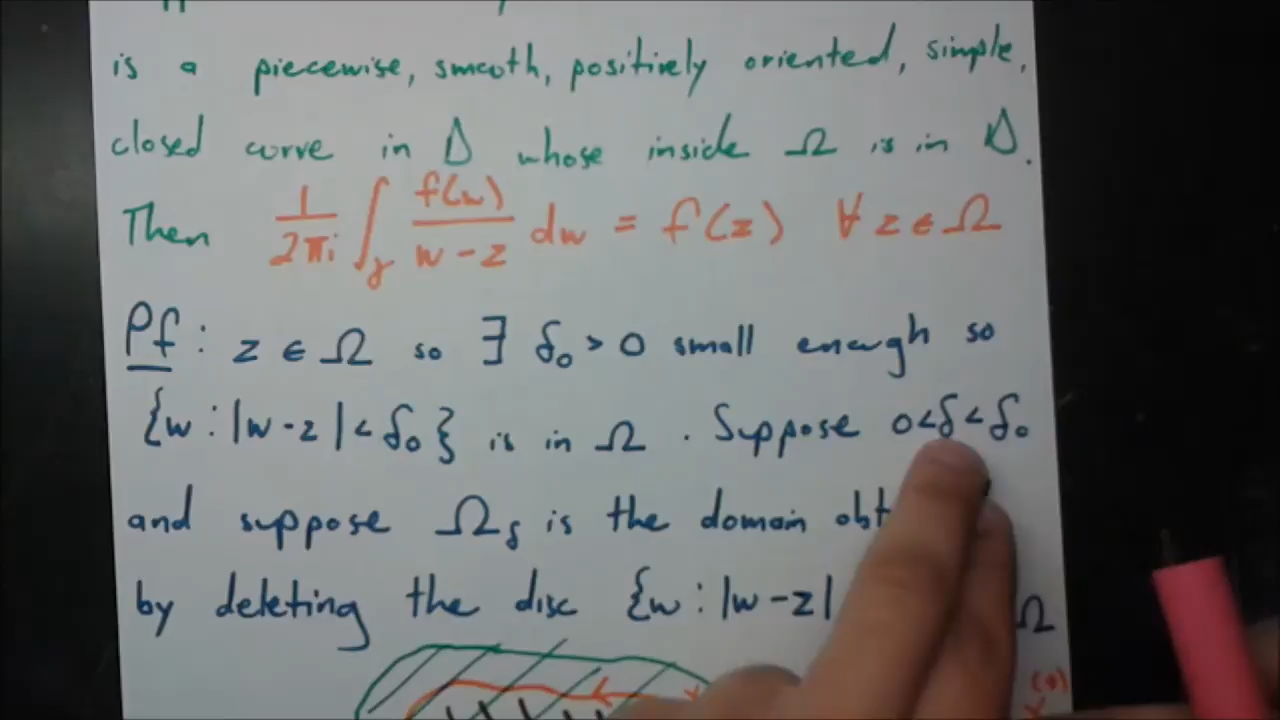 is a piecewise, smooth, positively oriented, simple,
closed curve in D whose inside Ω is in D.
Then 1/2πi ∫γ f(w)/w-z dw = f(z) ∀ z ∈ Ω
Pf: z ∈ Ω so ∃ δ₀ > 0 small enough so
{w : |w-z| < δ₀} is in Ω. Suppose 0<δ<δ₀
and suppose Ωδ is the domain
by deleting the disc {w : |w-z| Ω